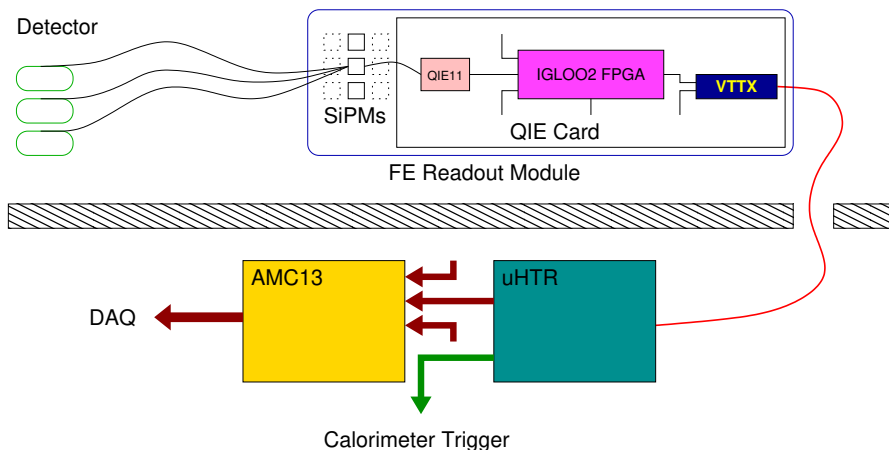 Detector
QIE11
IGLOO2 FPGA
VTTX
SiPMs
QIE Card
FE Readout Module
AMC13
uHTR
DAQ
Calorimeter Trigger